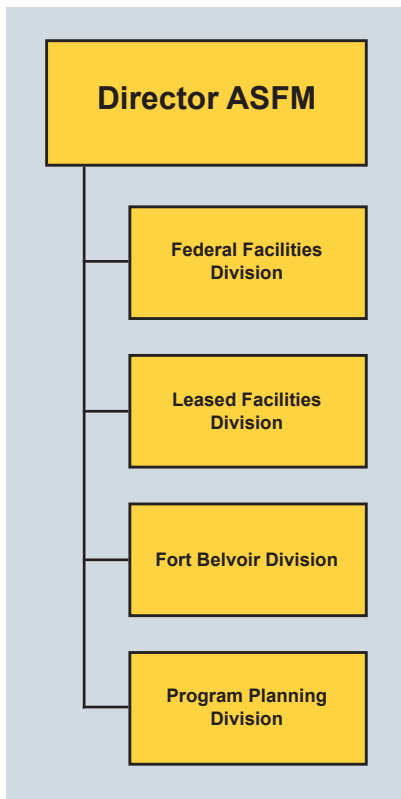 Director ASFM
Federal Facilities
Division
Leased Facilities
Division
Fort Belvoir Division
Program Planning
Division